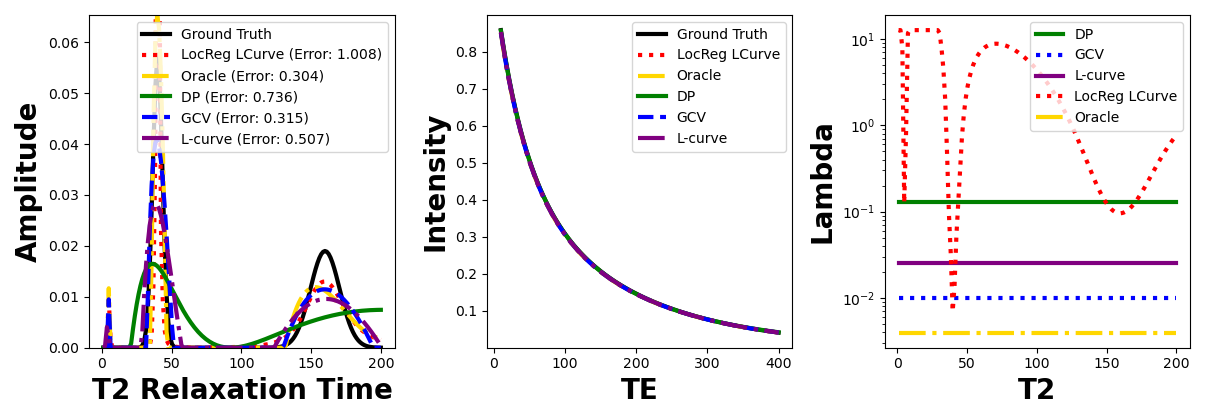 Amplitude
0.06
0.05
0.04
0.03
0.02
0.01
0.00
0
50
100
150
200
T2 Relaxation Time
Ground Truth
LocReg LCurve (Error: 1.008)
Oracle (Error: 0.304)
DP (Error: 0.736)
GCV (Error: 0.315)
L-curve (Error: 0.507)
Intensity
0.8
0.7
0.6
0.5
0.4
0.3
0.2
0.1
0
100
200
300
400
TE
Ground Truth
LocReg LCurve
Oracle
DP
GCV
L-curve
Lambda
10¹
10⁰
10⁻¹
10⁻²
0
50
100
150
200
T2
DP
GCV
L-curve
LocReg LCurve
Oracle